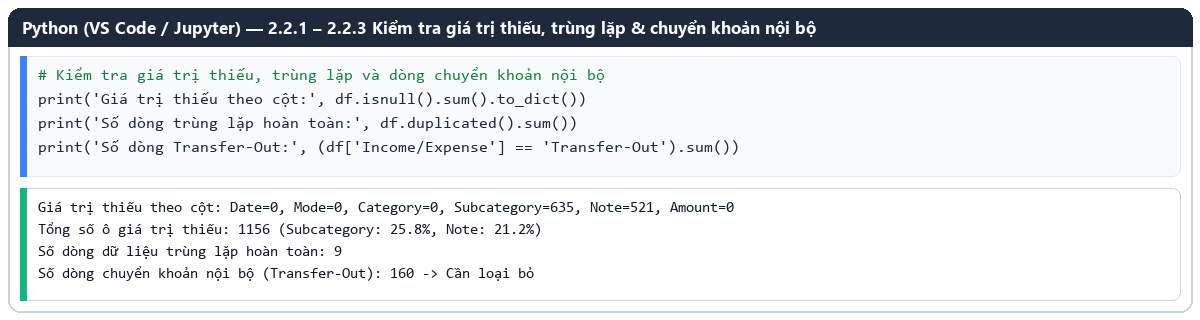 Python (VS Code / Jupyter) — 2.2.1 – 2.2.3 Kiểm tra giá trị thiếu, trùng lặp & chuyển khoản nội bộ
# Kiểm tra giá trị thiếu, trùng lặp và dòng chuyển khoản nội bộ
print('Giá trị thiếu theo cột:', df.isnull().sum().to_dict())
print('Số dòng trùng lặp hoàn toàn:', df.duplicated().sum())
print('Số dòng Transfer-Out:', (df['Income/Expense'] == 'Transfer-Out').sum())
Giá trị thiếu theo cột: Date=0, Mode=0, Category=0, Subcategory=635, Note=521, Amount=0
Tổng số ô giá trị thiếu: 1156 (Subcategory: 25.8%, Note: 21.2%)
Số dòng dữ liệu trùng lặp hoàn toàn: 9
Số dòng chuyển khoản nội bộ (Transfer-Out): 160 -> Cần loại bỏ